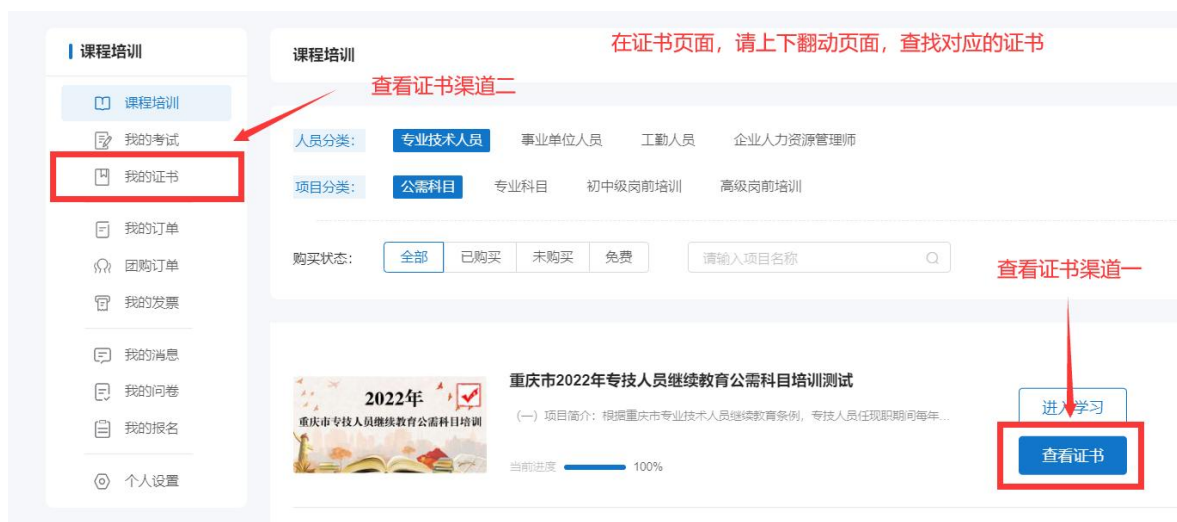 课程培训
课程培训
我的考试
我的证书
我的订单
团购订单
我的发票
我的消息
我的问卷
我的报名
个人设置
课程培训
在证书页面，请上下翻动页面，查找对应的证书
查看证书渠道二
人员分类： 专业技术人员 事业单位人员 工勤人员 企业人力资源管理师
项目分类： 公需科目 专业科目 初中级岗前培训 高级岗前培训
购买状态： 全部 已购买 未购买 免费 请输入项目名称
查看证书渠道一
2022年
重庆市专技人员继续教育公需科目培训
重庆市2022年专技人员继续教育公需科目培训测试
（一）项目简介：根据重庆市专业技术人员继续教育条例，专技人员任现职期间每年...
当前进度 100%
进入学习
查看证书